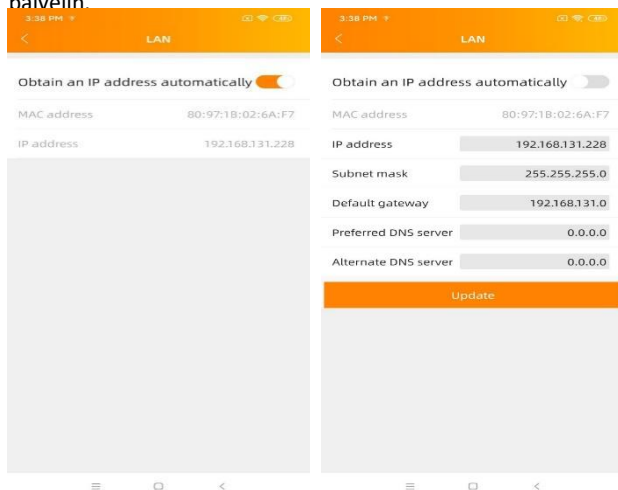 palvelin.
3:38 PM
LAN
Obtain an IP address automatically
MAC address 80:97:1B:02:6A:F7
IP address 192.168.131.228
3:38 PM
LAN
Obtain an IP address automatically
MAC address 80:97:1B:02:6A:F7
IP address 192.168.131.228
Subnet mask 255.255.255.0
Default gateway 192.168.131.0
Preferred DNS server 0.0.0.0
Alternate DNS server 0.0.0.0
Update